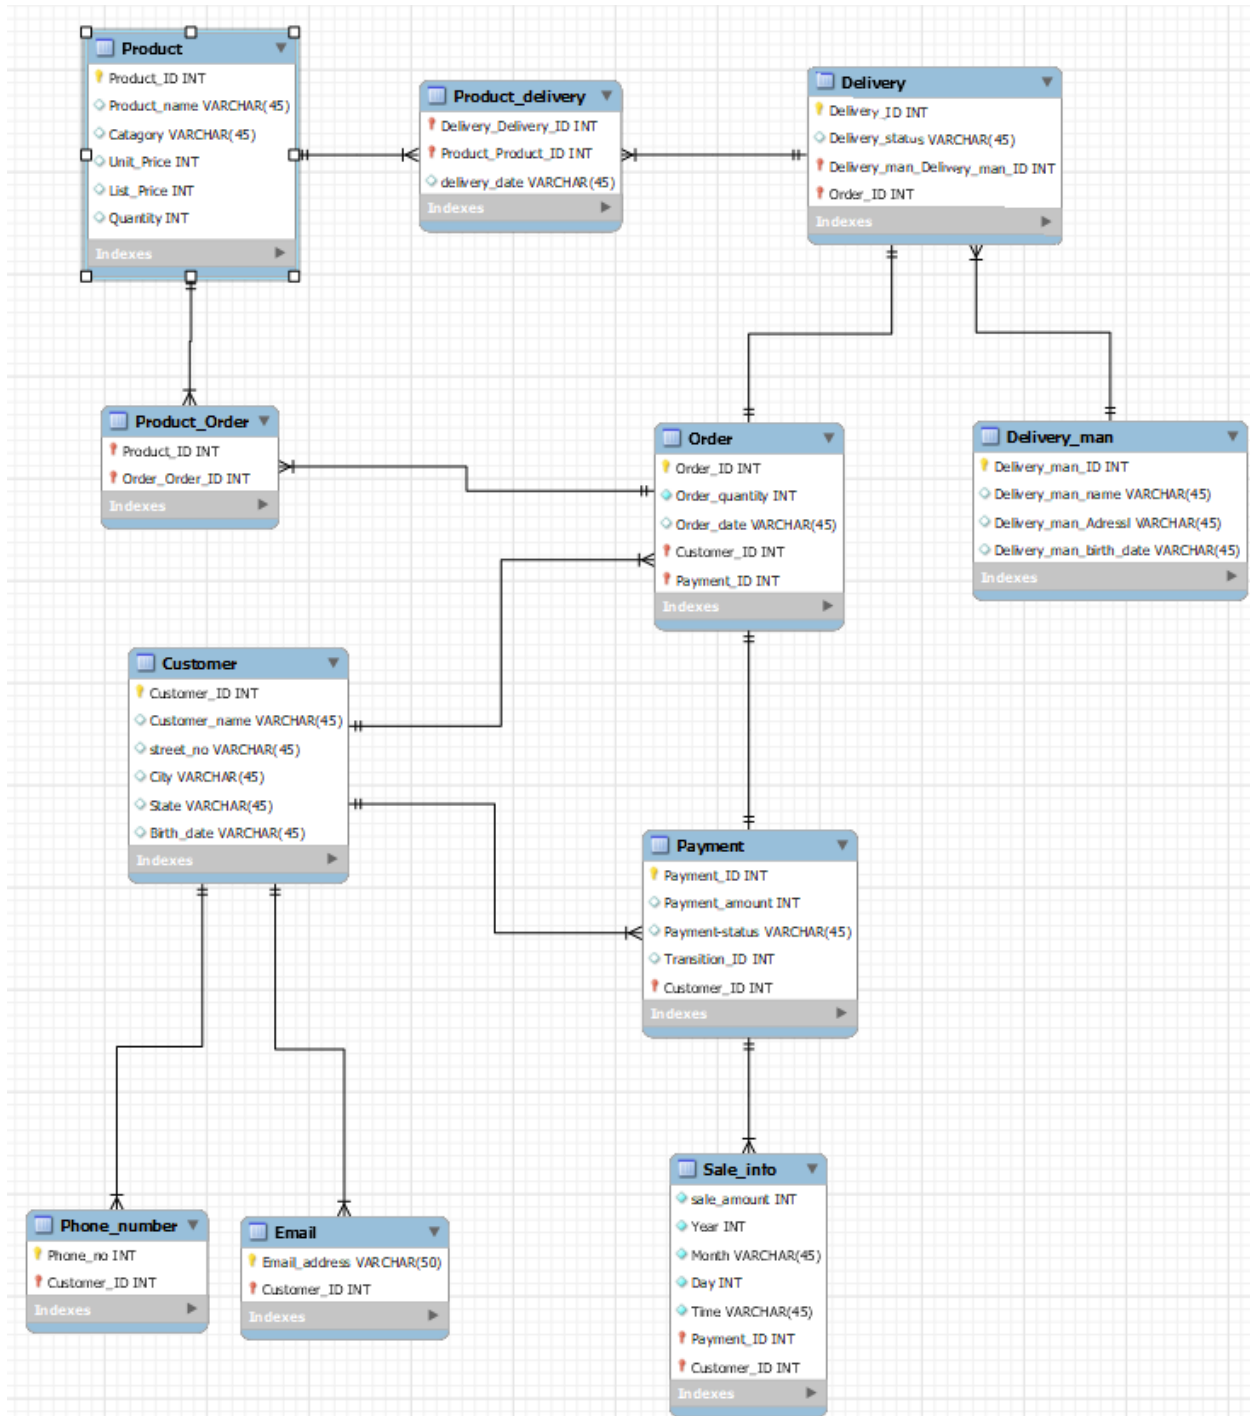 Product
Product_ID INT
Product_name VARCHAR(45)
Catagory VARCHAR(45)
Unit_Price INT
List_Price INT
Quantity INT
Indexes
Product_delivery
Delivery_Delivery_ID INT
Product_Product_ID INT
delivery_date VARCHAR(45)
Indexes
Delivery
Delivery_ID INT
Delivery_status VARCHAR(45)
Delivery_man_Delivery_man_ID INT
Order_ID INT
Indexes
Product_Order
Product_ID INT
Order_Order_ID INT
Indexes
Order
Order_ID INT
Order_quantity INT
Order_date VARCHAR(45)
Customer_ID INT
Payment_ID INT
Indexes
Delivery_man
Delivery_man_ID INT
Delivery_man_name VARCHAR(45)
Delivery_man_Adressl VARCHAR(45)
Delivery_man_birth_date VARCHAR(45)
Indexes
Customer
Customer_ID INT
Customer_name VARCHAR(45)
street_no VARCHAR(45)
City VARCHAR(45)
State VARCHAR(45)
Birth_date VARCHAR(45)
Indexes
Payment
Payment_ID INT
Payment_amount INT
Payment-status VARCHAR(45)
Transition_ID INT
Customer_ID INT
Indexes
Phone_number
Phone_no INT
Customer_ID INT
Indexes
Email
Email_address VARCHAR(50)
Customer_ID INT
Indexes
Sale_info
sale_amount INT
Year INT
Month VARCHAR(45)
Day INT
Time VARCHAR(45)
Payment_ID INT
Customer_ID INT
Indexes